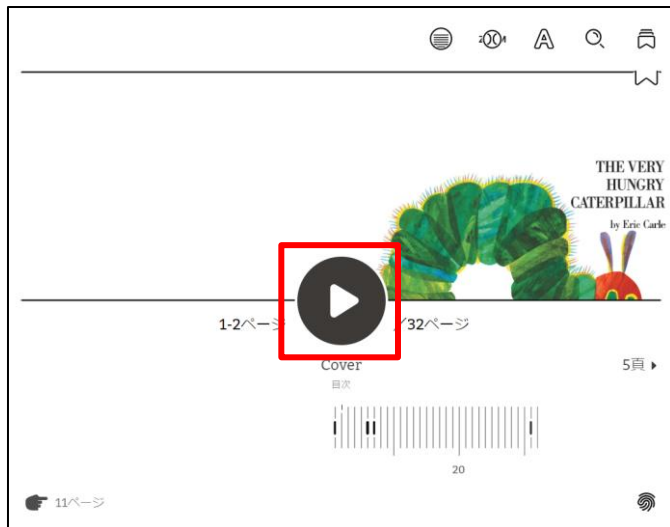 THE VERY
HUNGRY
CATERPILLAR
by Eric Carle
1-2ページ
/32ページ
Cover
5頁
目次
20
11ページ